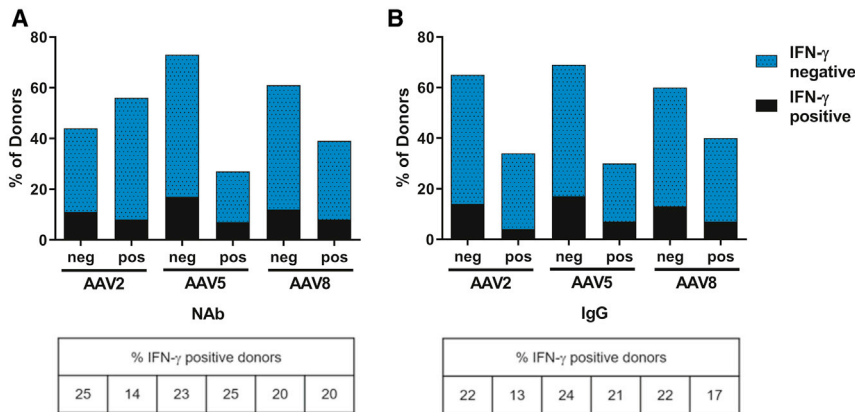 A
80
60
40
20
0
% of Donors
neg pos neg pos neg pos
AAV2 AAV5 AAV8
NAb
% IFN-γ positive donors
25 14 23 25 20 20
B
80
60
40
20
0
% of Donors
neg pos neg pos neg pos
AAV2 AAV5 AAV8
IgG
% IFN-γ positive donors
22 13 24 21 22 17
IFN-γ
negative
IFN-γ
positive